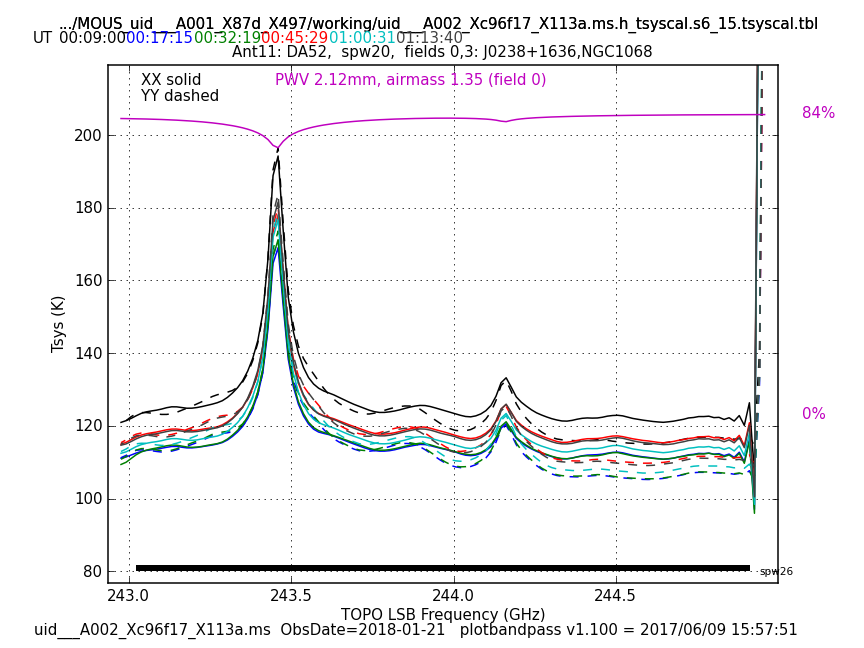 .../MOUS_uid___A001_X87d_X497/working/uid___A002_Xc96f17_X113a.ms.h_tsyscal.s6_15.tsyscal.tbl
UT 00:09:00 00:17:15 00:32:19 00:45:29 01:00:31 01:13:40
Ant11: DA52, spw20, fields 0,3: J0238+1636,NGC1068
XX solid PWV 2.12mm, airmass 1.35 (field 0)
YY dashed
84%
200
180
160
140
120
100
80
0%
Tsys (K)
spw26
243.0 243.5 244.0 244.5
TOPO LSB Frequency (GHz)
uid___A002_Xc96f17_X113a.ms ObsDate=2018-01-21 plotbandpass v1.100 = 2017/06/09 15:57:51